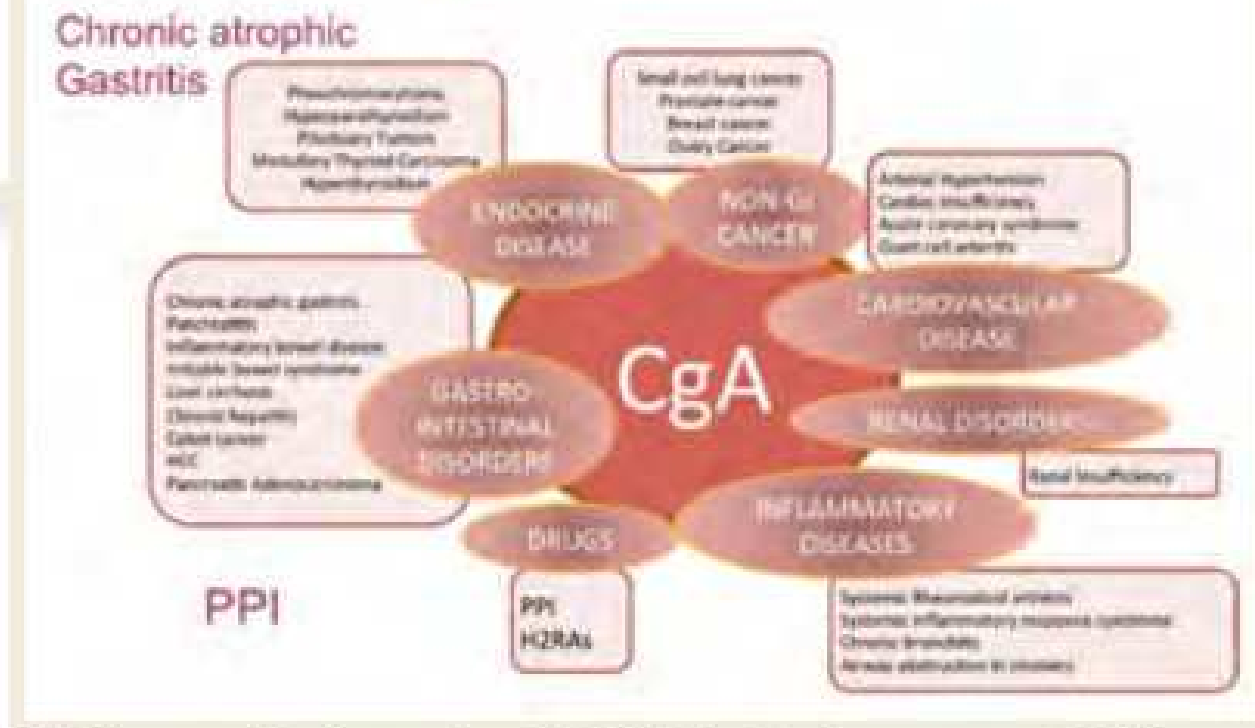 Chronic atrophic
Gastritis
Pheochromocytoma
Hyperparathyroidism
Pituitary Tumors
Medullary Thyroid Carcinoma
Hyperthyroidism
Small cell lung cancer
Prostate cancer
Breast cancer
Ovary Cancer
ENDOCRINE
DISEASE
NON GI
CANCER
Arterial Hypertension
Cardiac insufficiency
Acute coronary syndrome
Giant cell arteritis
CARDIOVASCULAR
DISEASE
Chronic atrophic gastritis
Pancreatitis
Inflammatory bowel disease
Irritable bowel syndrome
Liver cirrhosis
Chronic hepatitis
Colon cancer
HCC
Pancreatic Adenocarcinoma
GASTRO-
INTESTINAL
DISORDERS
CgA
RENAL DISORDER
Renal Insufficiency
INFLAMMATORY
DISEASES
DRUGS
PPI
H2RAs
PPI
Systemic Rheumatoid arthritis
Systemic inflammatory response syndrome
Chronic bronchitis
Airway obstruction in smokers